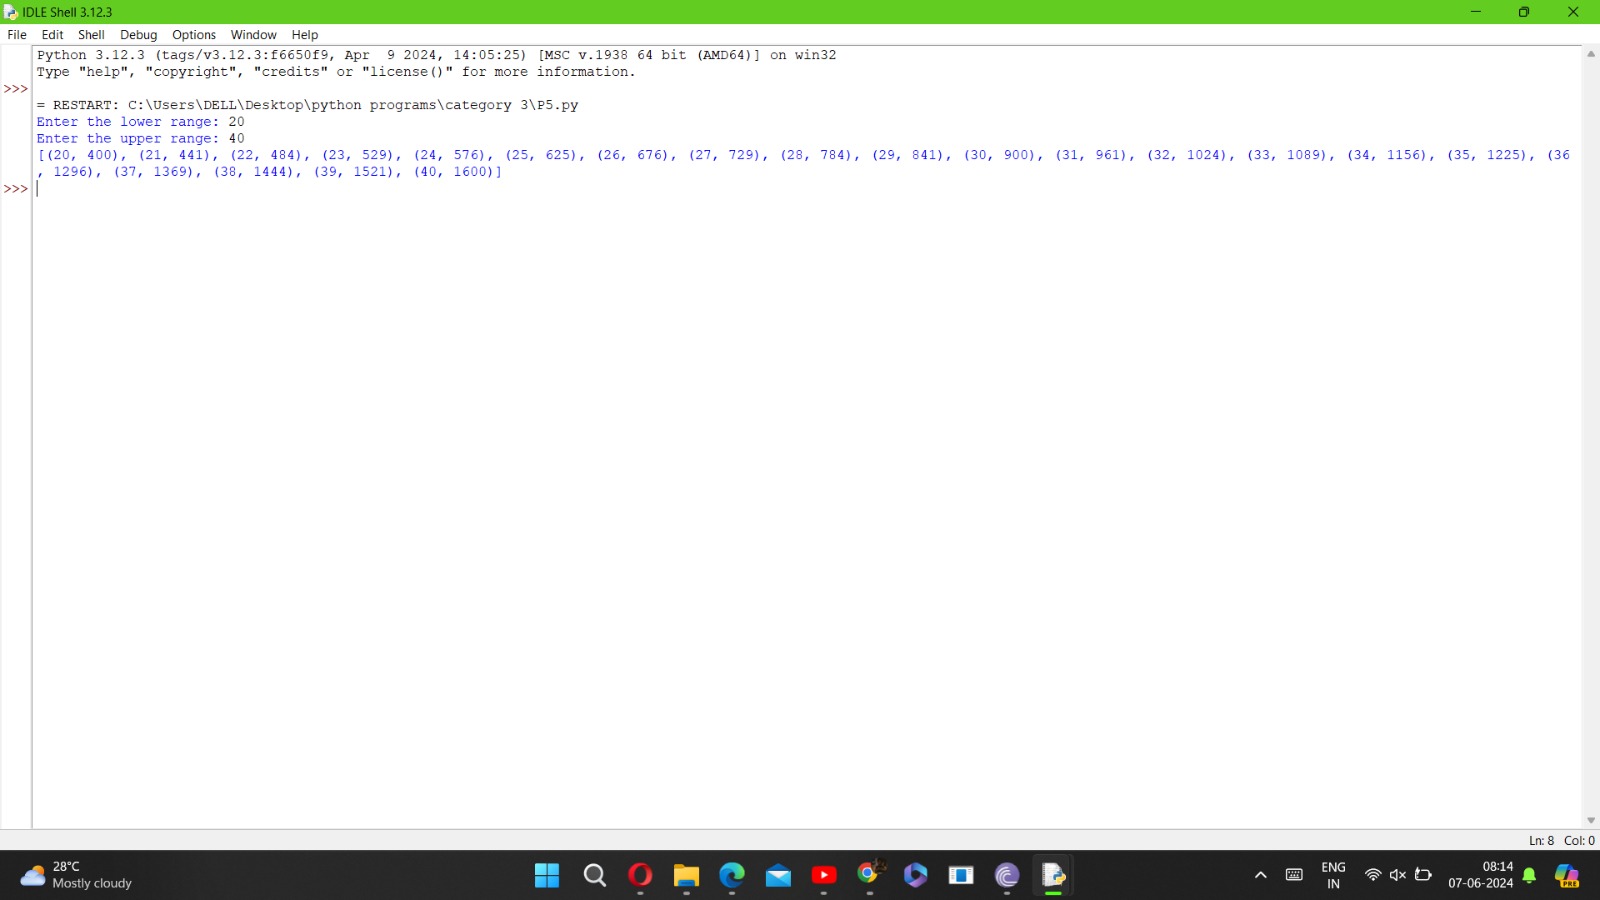 IDLE Shell 3.12.3
File Edit Shell Debug Options Window Help
Python 3.12.3 (tags/v3.12.3:f6650f9, Apr  9 2024, 14:05:25) [MSC v.1938 64 bit (AMD64)] on win32
Type "help", "copyright", "credits" or "license()" for more information.
>>>
= RESTART: C:\Users\DELL\Desktop\python programs\category 3\P5.py
Enter the lower range: 20
Enter the upper range: 40
[(20, 400), (21, 441), (22, 484), (23, 529), (24, 576), (25, 625), (26, 676), (27, 729), (28, 784), (29, 841), (30, 900), (31, 961), (32, 1024), (33, 1089), (34, 1156), (35, 1225), (36
, 1296), (37, 1369), (38, 1444), (39, 1521), (40, 1600)]
>>>
Ln: 8 Col: 0
28°C
Mostly cloudy
ENG
IN
08:14
07-06-2024
PRE